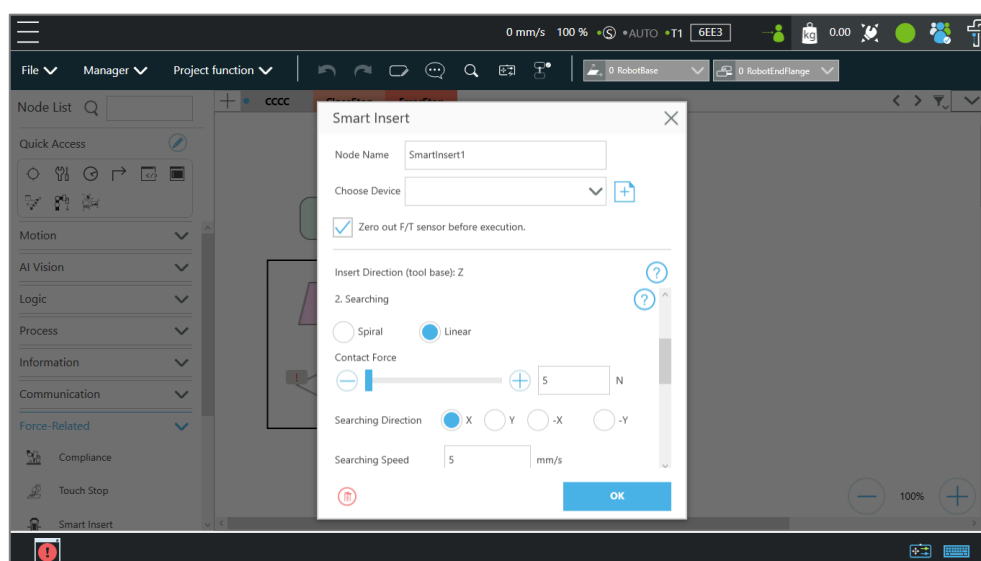 0 mm/s 100 % •Ⓢ •AUTO •T1 6EE3 kg 0.00
File Manager Project function 0 RobotBase 0 RobotEndFlange
Node List
cccc
Quick Access
Motion
AI Vision
Logic
Process
Information
Communication
Force-Related
Compliance
Touch Stop
Smart Insert
Smart Insert
Node Name SmartInsert1
Choose Device
Zero out F/T sensor before execution.
Insert Direction (tool base): Z
2. Searching
Spiral Linear
Contact Force
5 N
Searching Direction X Y -X -Y
Searching Speed 5 mm/s
OK
100%